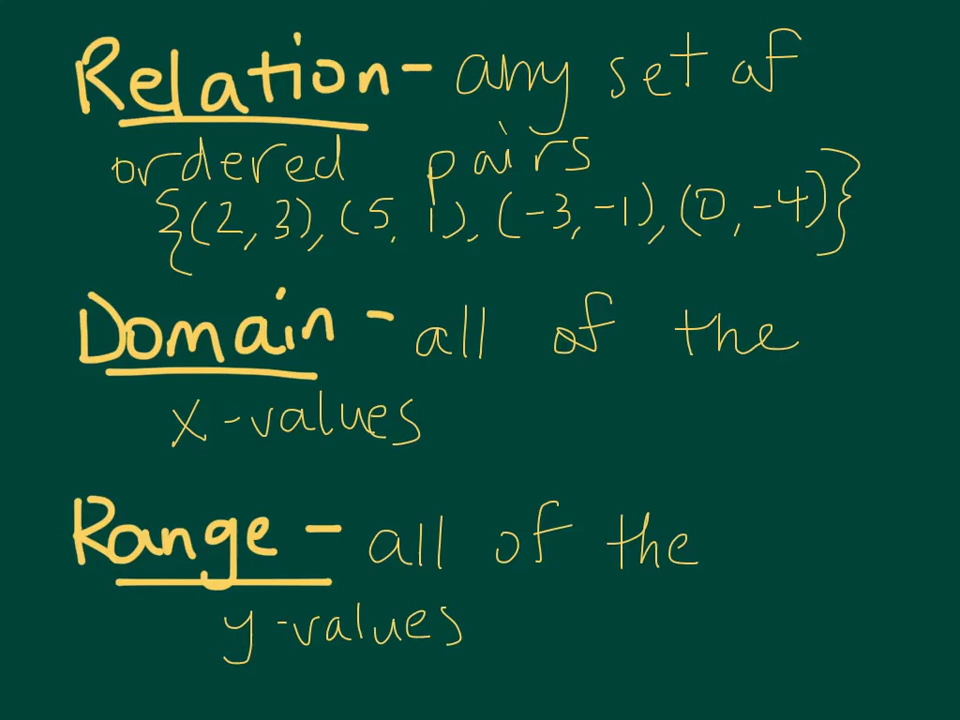 Relation - any set of
ordered pairs
{(2, 3), (5, 1), (-3, -1), (0, -4)}
Domain - all of the
x-values
Range - all of the
y-values